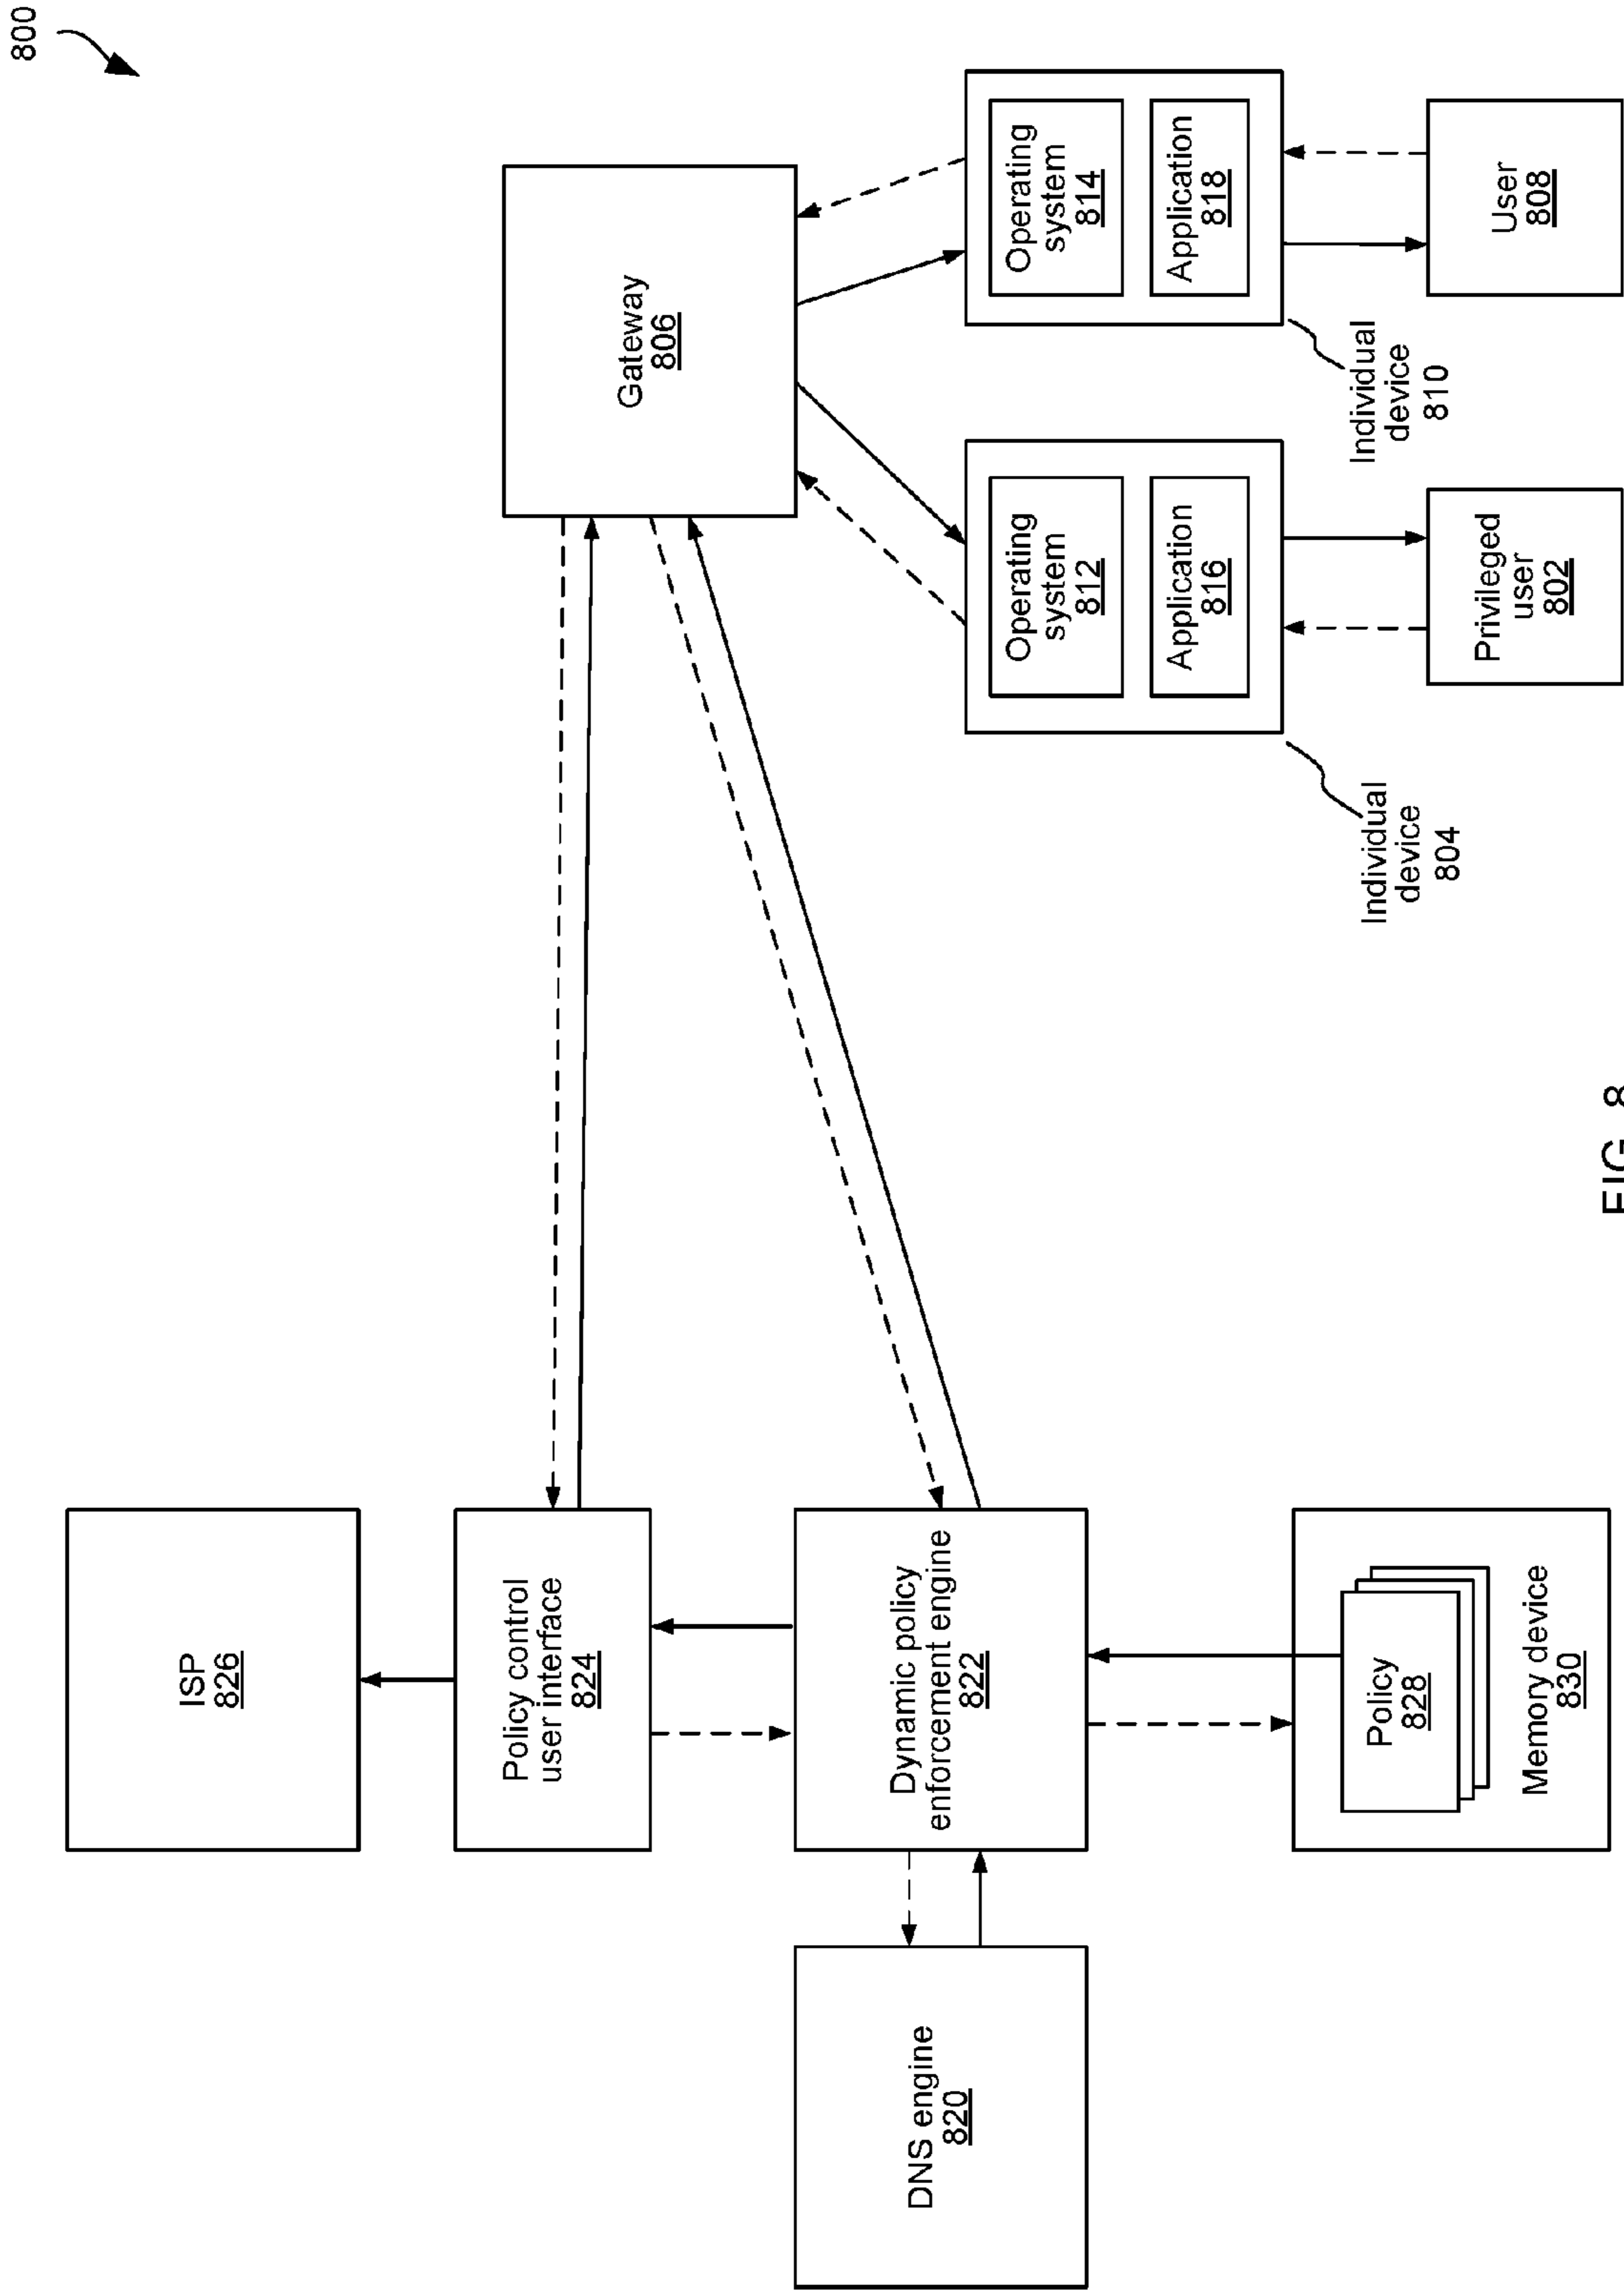 800
ISP
826
Policy control
user interface
824
Gateway
806
DNS engine
820
Dynamic policy
enforcement engine
822
Operating
system
812
Application
816
Operating
system
814
Application
818
Individual
device
804
Individual
device
810
Policy
828
Memory device
830
Privileged
user
802
User
808
FIG. 8